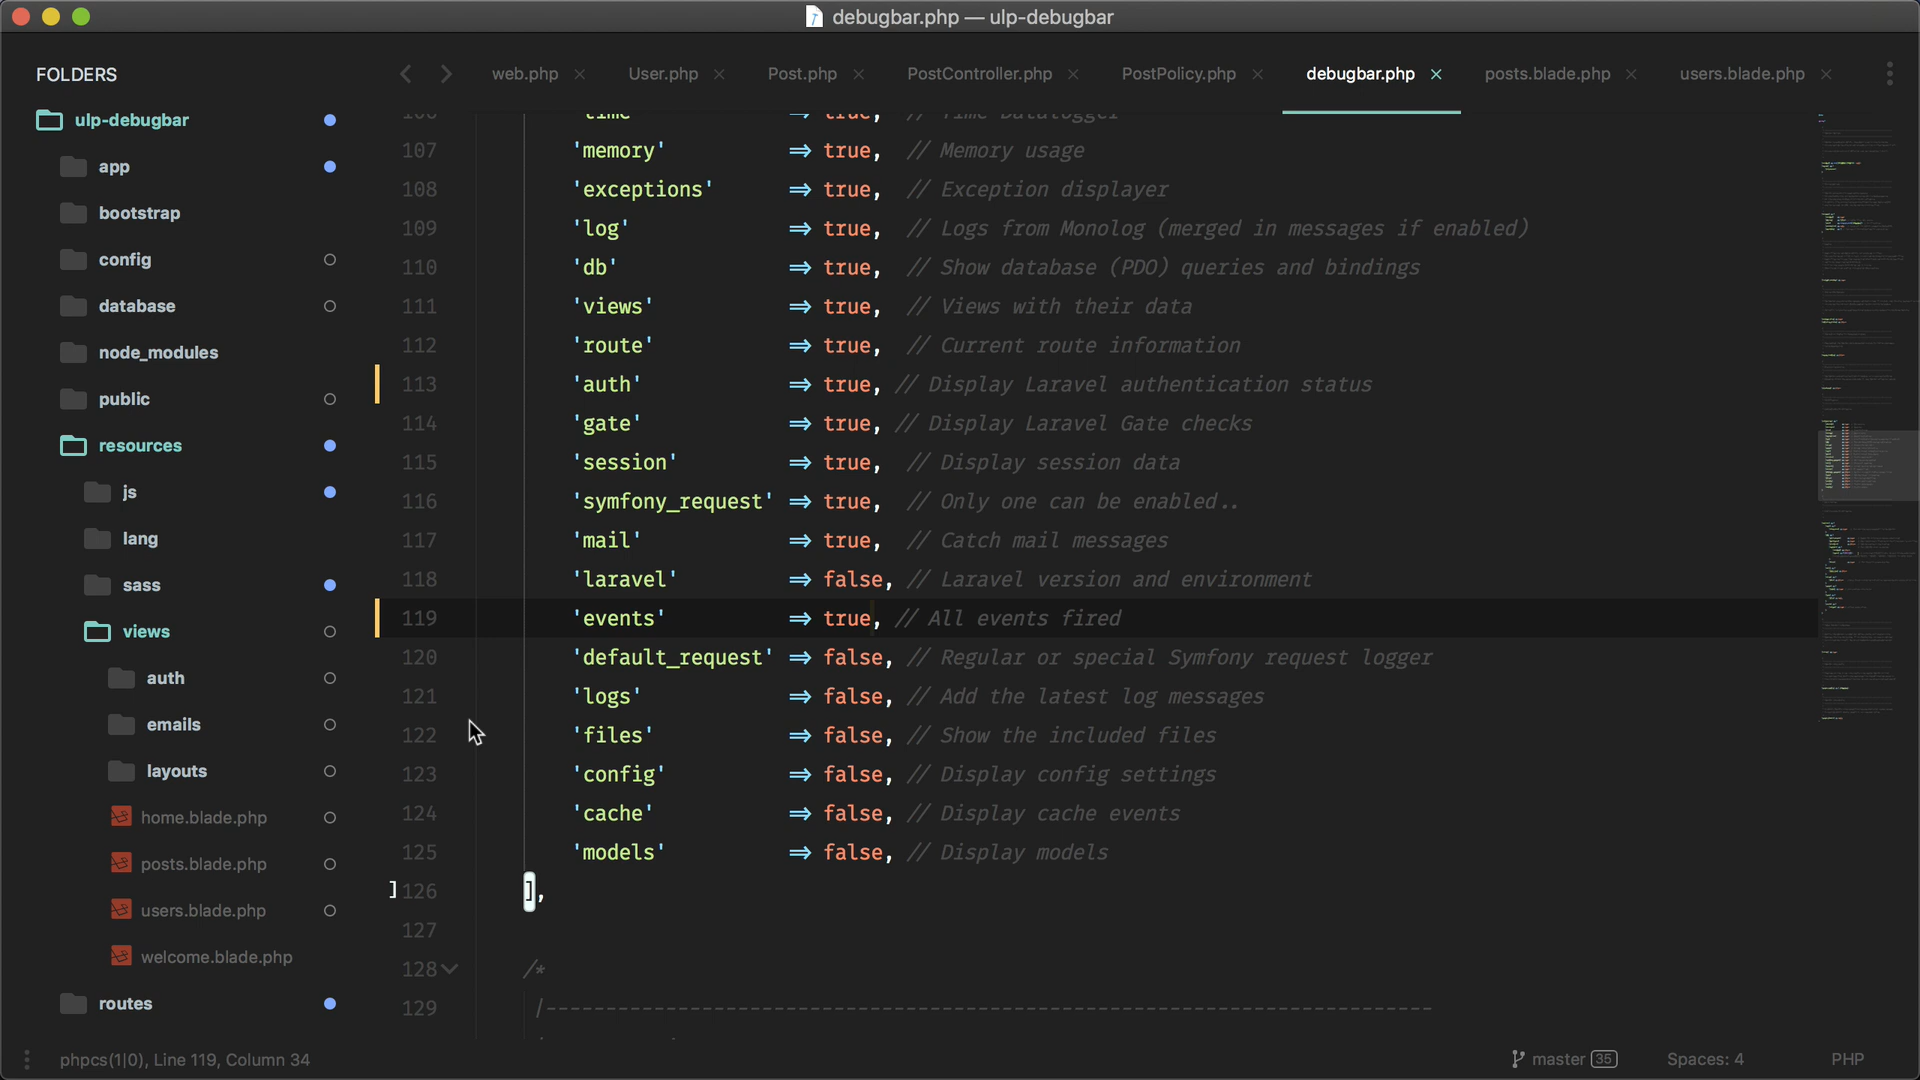 debugbar.php — ulp-debugbar
FOLDERS
web.php
User.php
Post.php
PostController.php
PostPolicy.php
debugbar.php
posts.blade.php
users.blade.php
ulp-debugbar
app
bootstrap
config
database
node_modules
public
resources
js
lang
sass
views
auth
emails
layouts
home.blade.php
posts.blade.php
users.blade.php
welcome.blade.php
routes
106 'time' => true, // Time Datalogger
107 'memory' => true, // Memory usage
108 'exceptions' => true, // Exception displayer
109 'log' => true, // Logs from Monolog (merged in messages if enabled)
110 'db' => true, // Show database (PDO) queries and bindings
111 'views' => true, // Views with their data
112 'route' => true, // Current route information
113 'auth' => true, // Display Laravel authentication status
114 'gate' => true, // Display Laravel Gate checks
115 'session' => true, // Display session data
116 'symfony_request' => true, // Only one can be enabled..
117 'mail' => true, // Catch mail messages
118 'laravel' => false, // Laravel version and environment
119 'events' => true, // All events fired
120 'default_request' => false, // Regular or special Symfony request logger
121 'logs' => false, // Add the latest log messages
122 'files' => false, // Show the included files
123 'config' => false, // Display config settings
124 'cache' => false, // Display cache events
125 'models' => false, // Display models
] 126 ],
127
128 /*
129 |--------------------------------------------------------------------------
phpcs(1|0), Line 119, Column 34
master 35
Spaces: 4
PHP